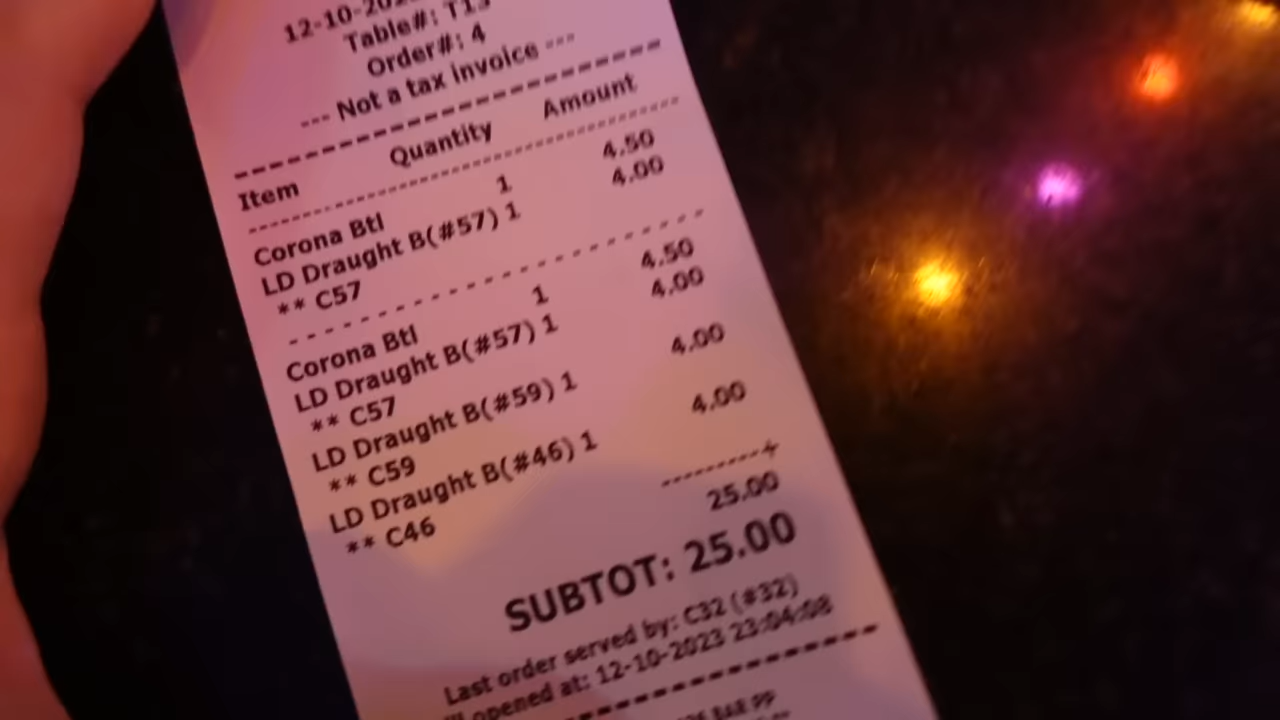 Table#: T13
Order#: 4
--- Not a tax invoice ---
Item Quantity Amount
Corona Btl 1 4.50
LD Draught B(#57) 1 4.00
** C57
Corona Btl 1 4.50
LD Draught B(#57) 1 4.00
** C57
LD Draught B(#59) 1 4.00
** C59
LD Draught B(#46) 1 4.00
** C46
---------+
25.00
SUBTOT: 25.00
Last order served by: C32 (#32)
opened at: 12-10-2023 23:04:08
BAR PP